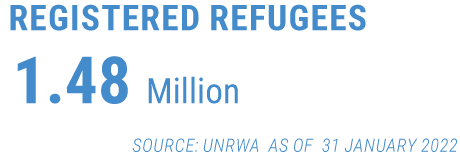 REGISTERED REFUGEES
1.48 Million
SOURCE: UNRWA AS OF 31 JANUARY 2022